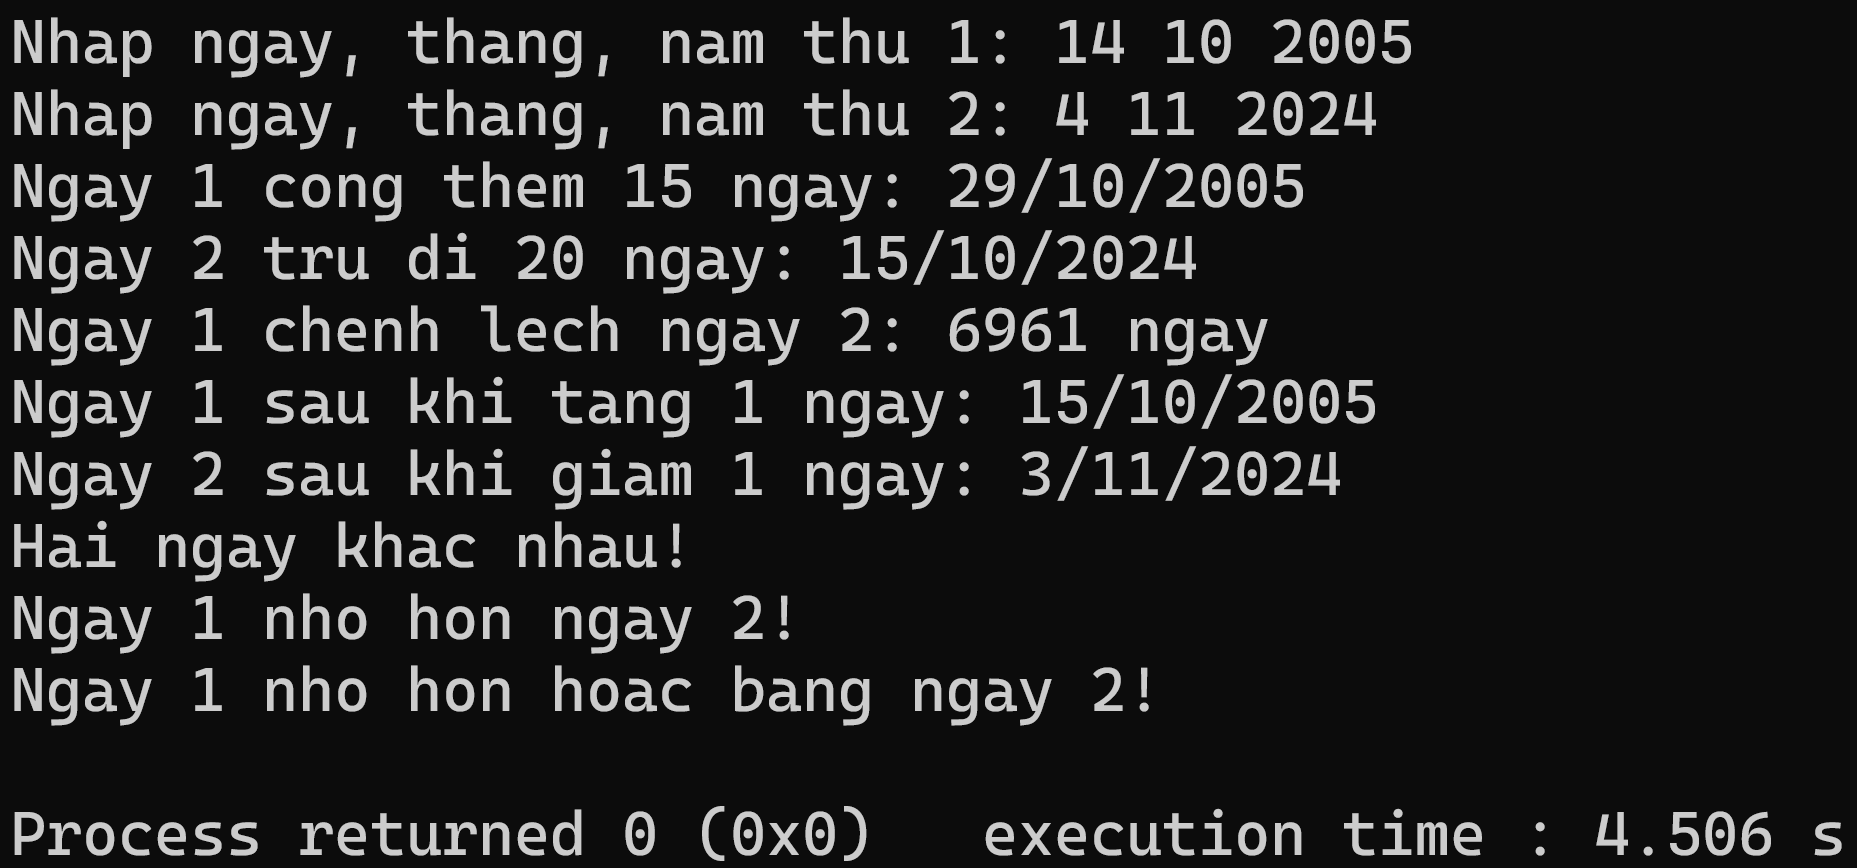 Nhap ngay, thang, nam thu 1: 14 10 2005
Nhap ngay, thang, nam thu 2: 4 11 2024
Ngay 1 cong them 15 ngay: 29/10/2005
Ngay 2 tru di 20 ngay: 15/10/2024
Ngay 1 chenh lech ngay 2: 6961 ngay
Ngay 1 sau khi tang 1 ngay: 15/10/2005
Ngay 2 sau khi giam 1 ngay: 3/11/2024
Hai ngay khac nhau!
Ngay 1 nho hon ngay 2!
Ngay 1 nho hon hoac bang ngay 2!
Process returned 0 (0x0)   execution time : 4.506 s